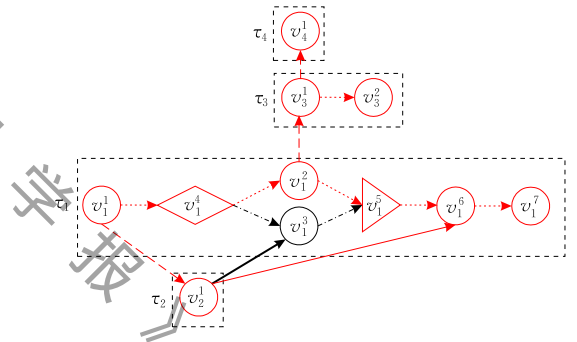 τ₄ v₄¹
τ₃ v₃¹ v₃²
τ₁ v₁¹ v₁⁴ v₁² v₁³ v₁⁵ v₁⁶ v₁⁷
τ₂ v₂¹
学报》